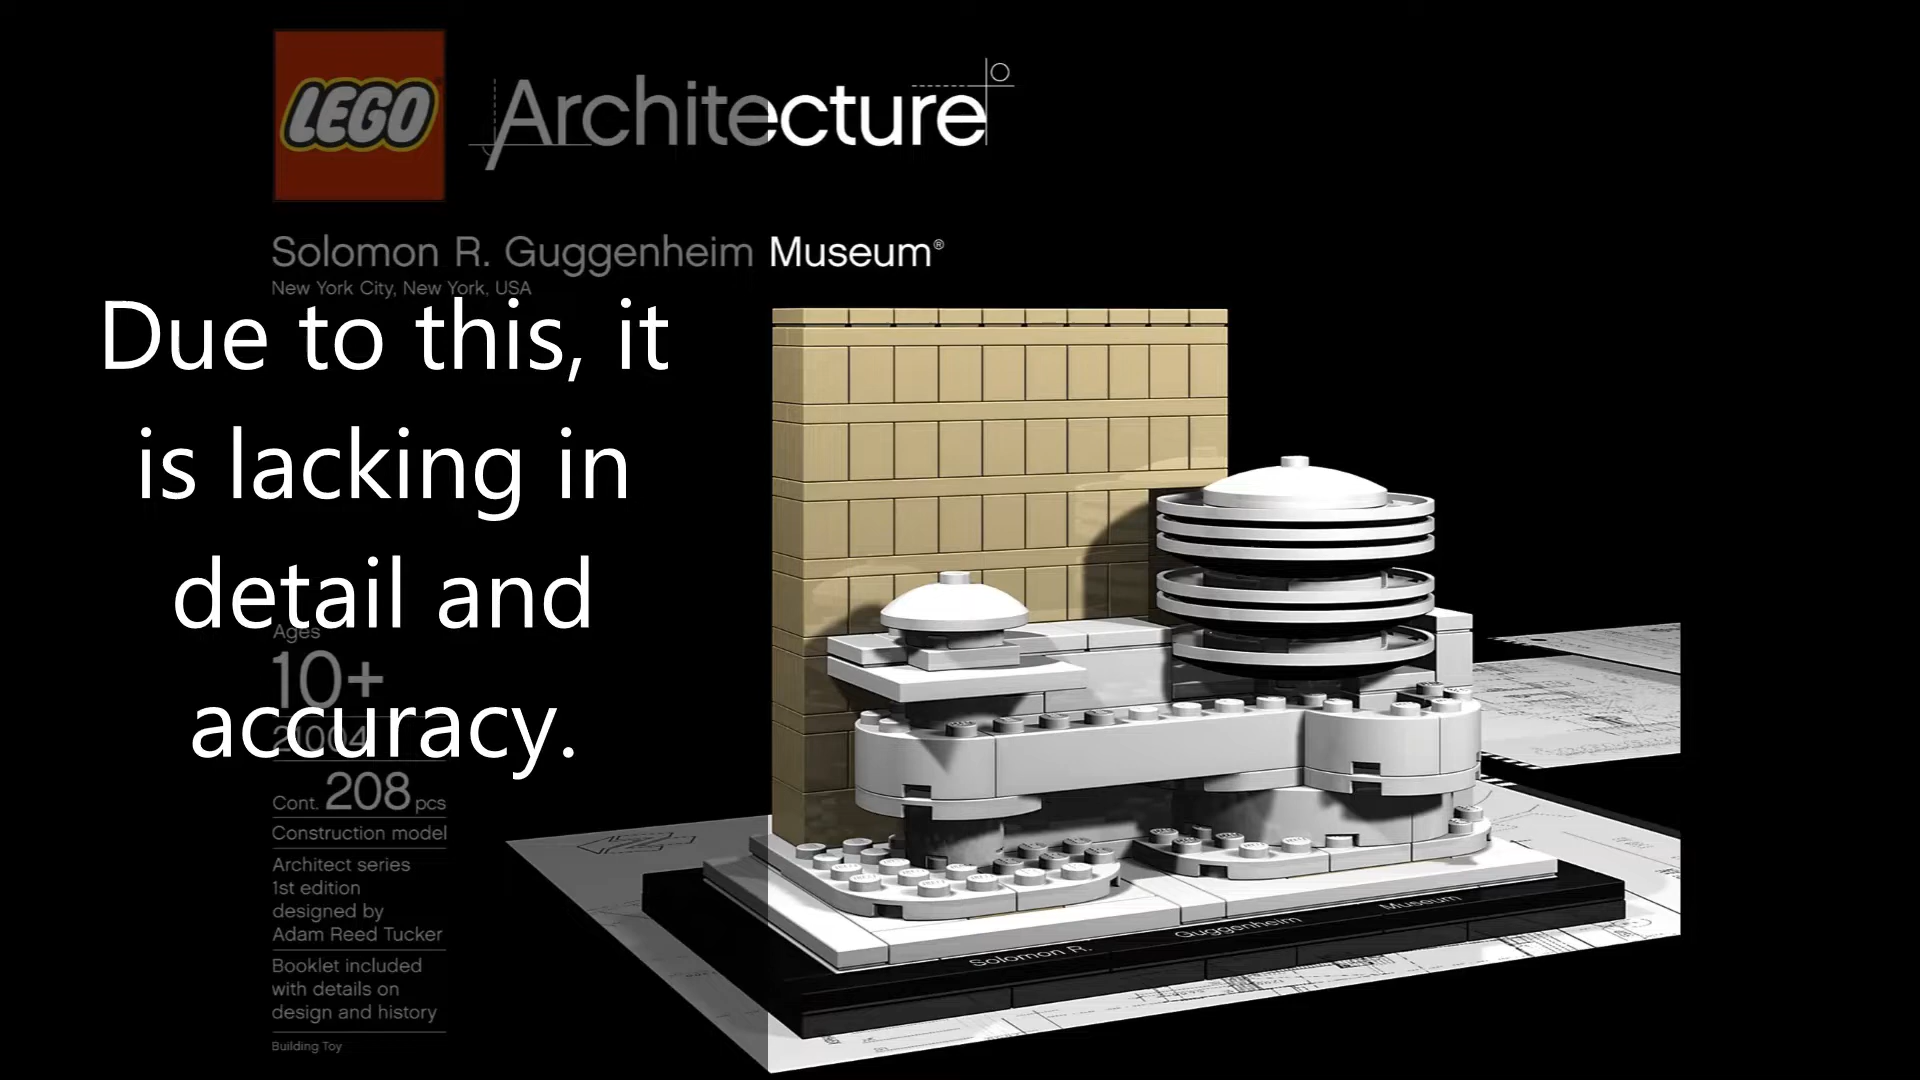 LEGO
Architecture
Solomon R. Guggenheim Museum®
New York City, New York, USA
Due to this, it
is lacking in
detail and
accuracy.
Ages
10+
21004
Cont. 208 pcs
Construction model
Architect series
1st edition
designed by
Adam Reed Tucker
Booklet included
with details on
design and history
Building Toy
Solomon R. Guggenheim Museum